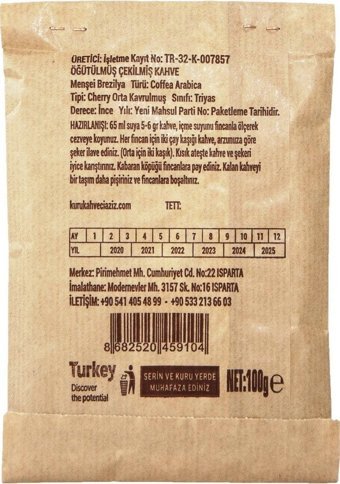 ÜRETİCİ: İşletme Kayıt No: TR-32-K-007857
ÖĞÜTÜLMÜŞ ÇEKİLMİŞ KAHVE
Menşei Brezilya Türü: Coffea Arabica
Tipi: Cherry Orta Kavrulmuş Sınıfı: Triyas
Derece: İnce Yılı: Yeni Mahsul Parti No: Paketleme Tarihidir.
HAZIRLANIŞI: 65 ml suya 5-6 gr kahve, içme suyunu fincanla ölçerek
cezveye koyunuz. Her fincan için iki çay kaşığı kahve, arzunuza göre
şeker ilave ediniz. (Orta için iki kaşık). Kısık ateşte kahve ve şekeri
iyice karıştırınız. Kabaran köpüğü fincanlara pay ediniz. Kalan kahveyi
bir taşım daha pişiriniz ve fincanlara boşaltınız.
kurukahveciaziz.com TETT:
AY 1 2 3 4 5 6 7 8 9 10 11 12
YIL 2020 2021 2022 2023 2024 2025
Merkez: Pirimehmet Mh. Cumhuriyet Cd. No:22 ISPARTA
İmalathane: Modernevler Mh. 3157 Sk. No:16 ISPARTA
İLETİŞİM: +90 541 405 48 99 - +90 533 213 66 03
8 682520 459104
Turkey
Discover
the potential
SERİN VE KURU YERDE
MUHAFAZA EDİNİZ
NET:100g e